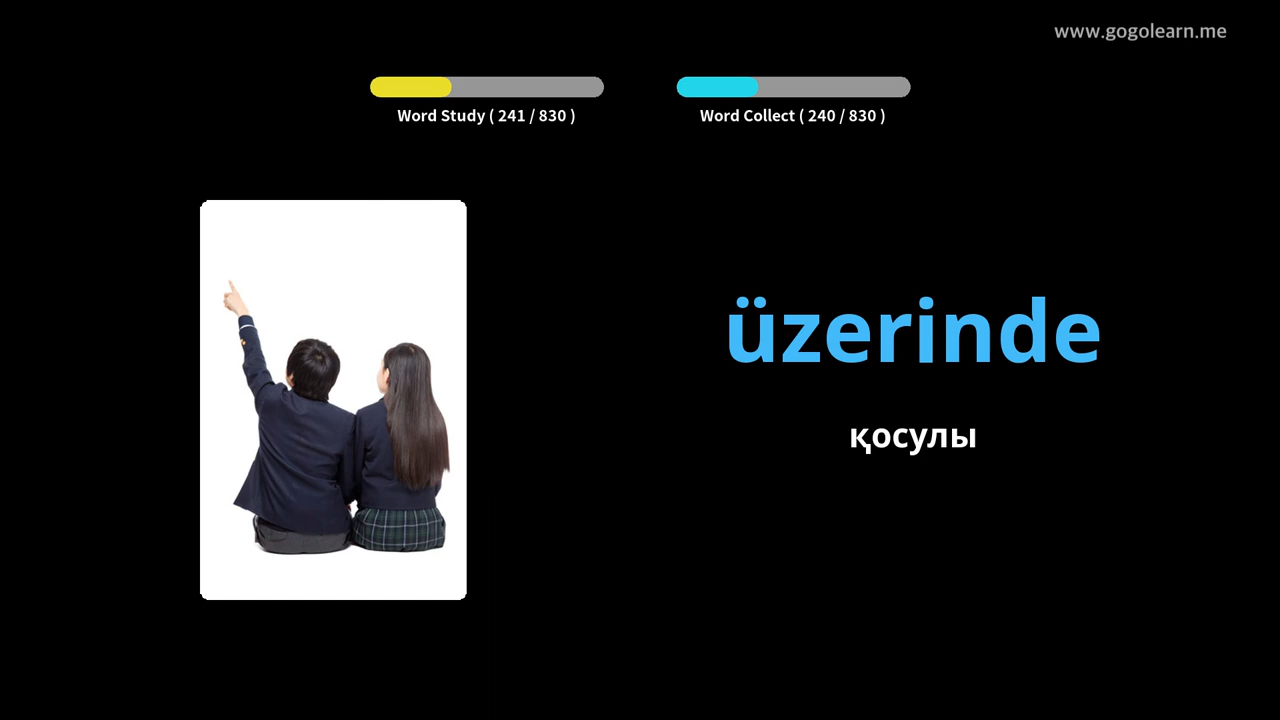 www.gogolearn.me
Word Study ( 241 / 830 )
Word Collect ( 240 / 830 )
üzerinde
қосулы